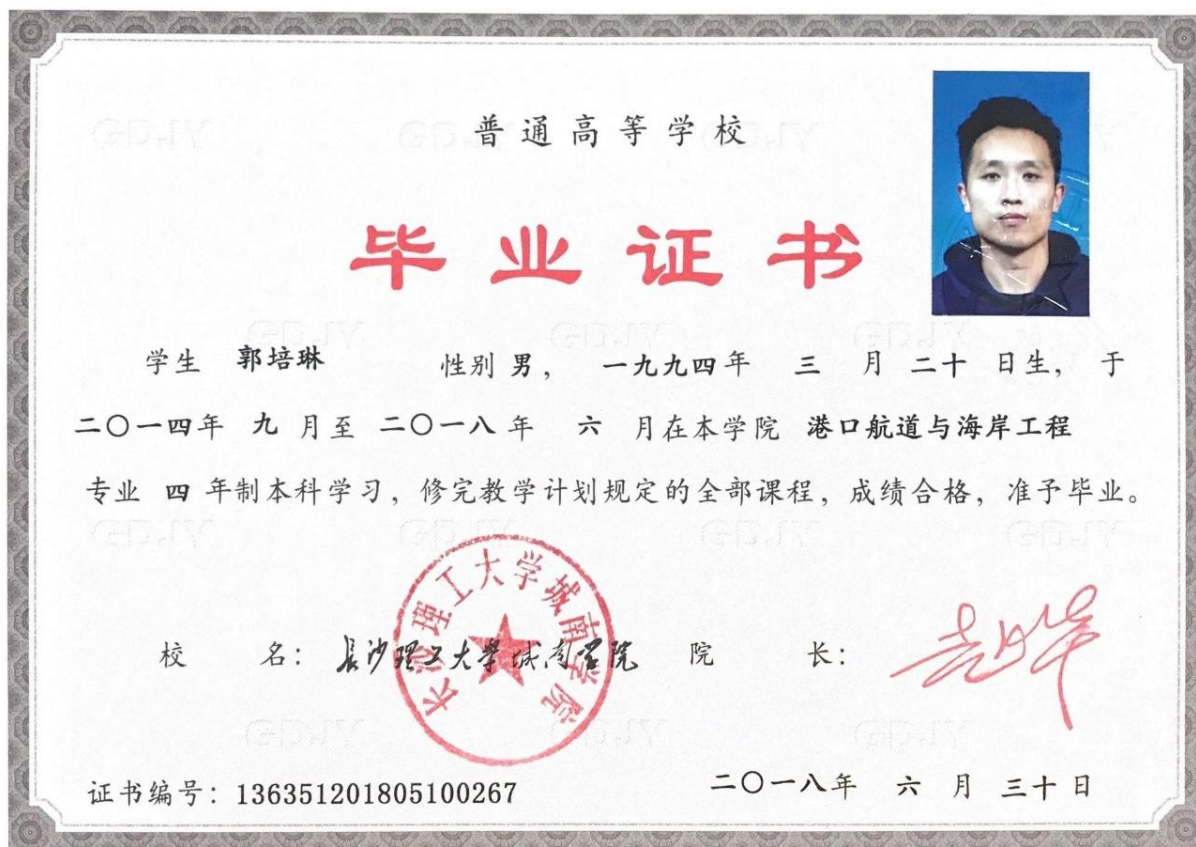 普通高等学校
毕业证书
学生 郭培琳 性别 男， 一九九四年 三 月 二十 日生，于
二〇一四年 九 月至 二〇一八 年 六 月在本学院 港口航道与海岸工程
专业 四 年制本科学习，修完教学计划规定的全部课程，成绩合格，准予毕业。
长沙理工大学城南学院
校 名：长沙理工大学城南学院 院 长：
证书编号：136351201805100267 二〇一八年 六 月 三十日